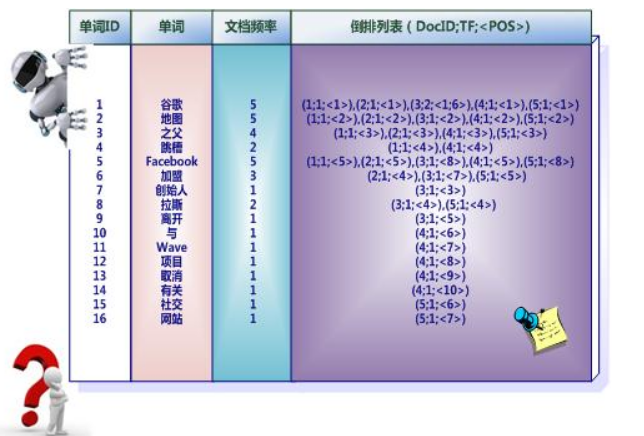 单词ID 单词 文档频率 倒排列表（DocID;TF;<POS>）
1 谷歌 5 (1;1;<1>),(2;1;<1>),(3;2;<1;6>),(4;1;<1>),(5;1;<1>)
2 地图 5 (1;1;<2>),(2;1;<2>),(3;1;<2>),(4;1;<2>),(5;1;<2>)
3 之父 4 (1;1;<3>),(2;1;<3>),(4;1;<3>),(5;1;<3>)
4 跳槽 2 (1;1;<4>),(4;1;<4>)
5 Facebook 5 (1;1;<5>),(2;1;<5>),(3;1;<8>),(4;1;<5>),(5;1;<8>)
6 加盟 3 (2;1;<4>),(3;1;<7>),(5;1;<5>)
7 创始人 1 (3;1;<3>)
8 拉斯 2 (3;1;<4>),(5;1;<4>)
9 离开 1 (3;1;<5>)
10 与 1 (4;1;<6>)
11 Wave 1 (4;1;<7>)
12 项目 1 (4;1;<8>)
13 取消 1 (4;1;<9>)
14 有关 1 (4;1;<10>)
15 社交 1 (5;1;<6>)
16 网站 1 (5;1;<7>)